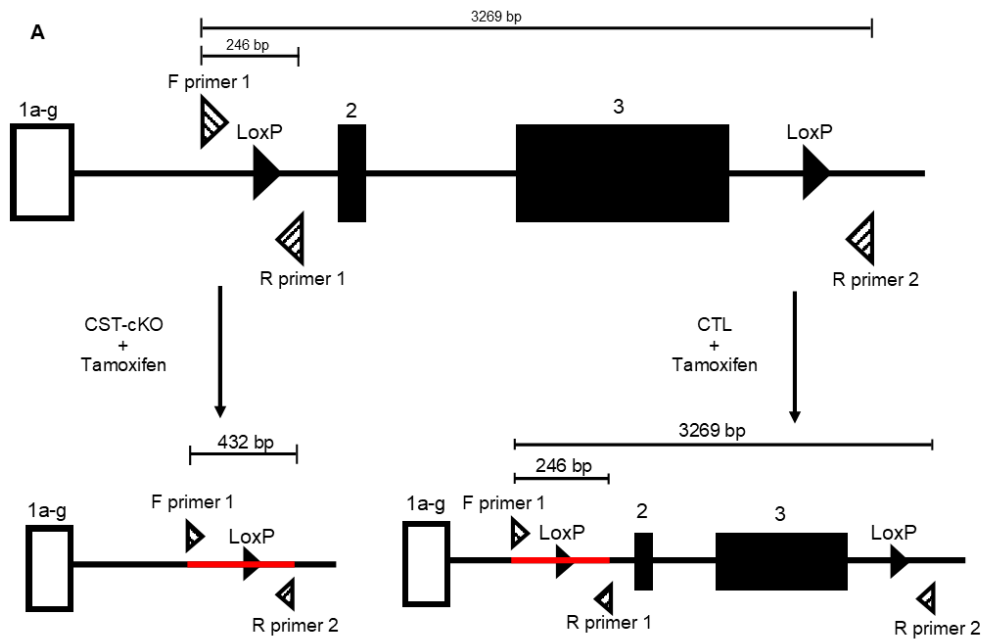 A
3269 bp
246 bp
F primer 1
1a-g
LoxP
2
3
LoxP
R primer 1
R primer 2
CST-cKO
+
Tamoxifen
CTL
+
Tamoxifen
432 bp
F primer 1
1a-g
LoxP
R primer 2
3269 bp
246 bp
1a-g
F primer 1
LoxP
2
3
LoxP
R primer 1
R primer 2